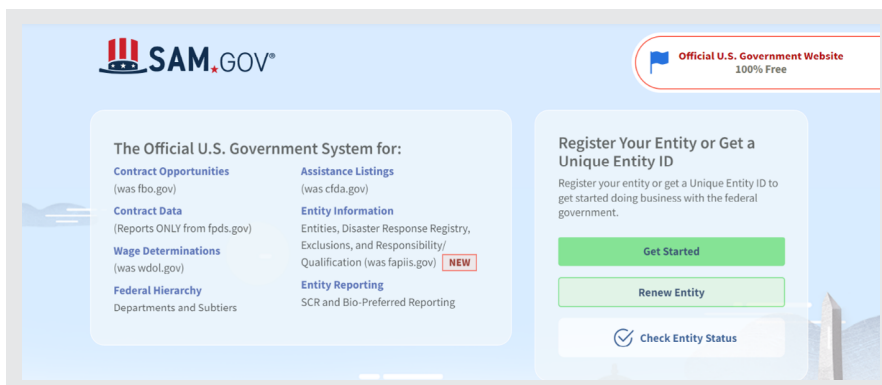 SAM.GOV®
Official U.S. Government Website
100% Free
The Official U.S. Government System for:
Contract Opportunities
(was fbo.gov)
Contract Data
(Reports ONLY from fpds.gov)
Wage Determinations
(was wdol.gov)
Federal Hierarchy
Departments and Subtiers
Assistance Listings
(was cfda.gov)
Entity Information
Entities, Disaster Response Registry,
Exclusions, and Responsibility/
Qualification (was fapiis.gov) NEW
Entity Reporting
SCR and Bio-Preferred Reporting
Register Your Entity or Get a
Unique Entity ID
Register your entity or get a Unique Entity ID to
get started doing business with the federal
government.
Get Started
Renew Entity
Check Entity Status